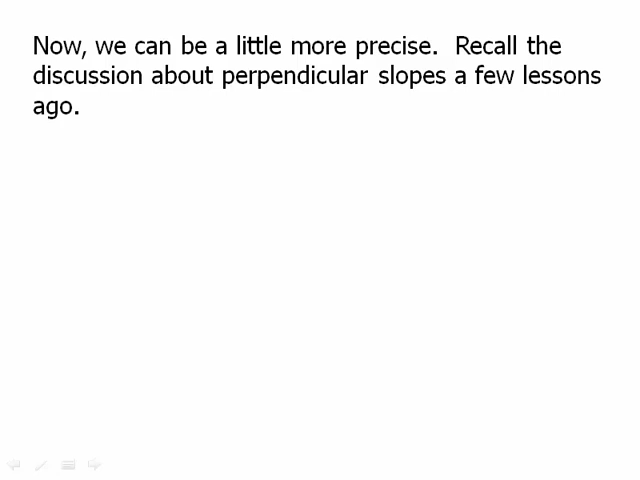 Now, we can be a little more precise.  Recall the
discussion about perpendicular slopes a few lessons
ago.